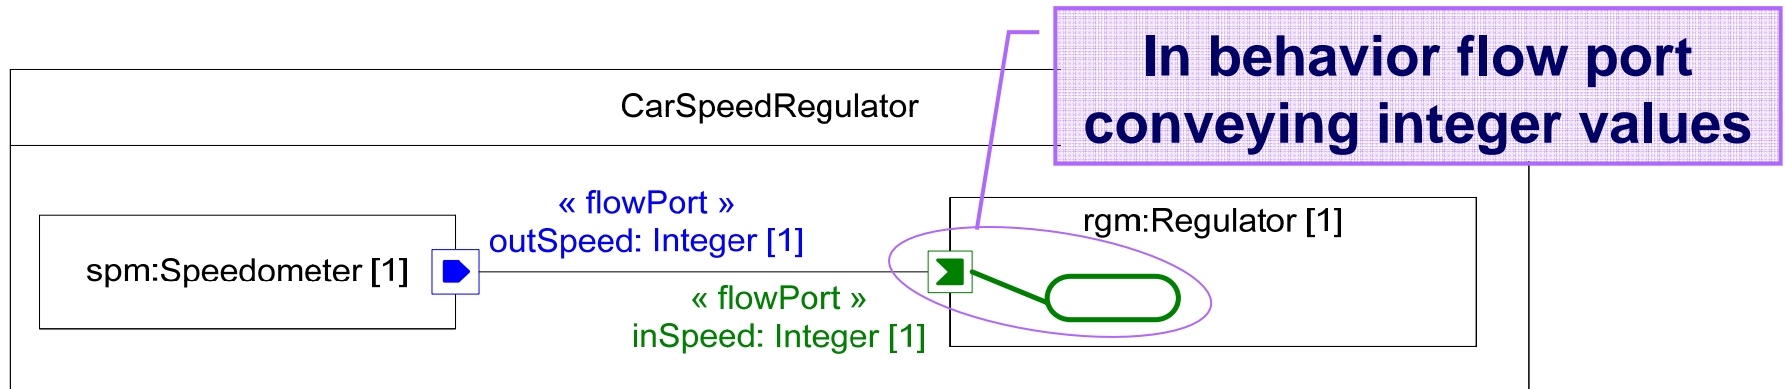 In behavior flow port
conveying integer values
CarSpeedRegulator
« flowPort »
outSpeed: Integer [1]
rgm:Regulator [1]
spm:Speedometer [1]
« flowPort »
inSpeed: Integer [1]